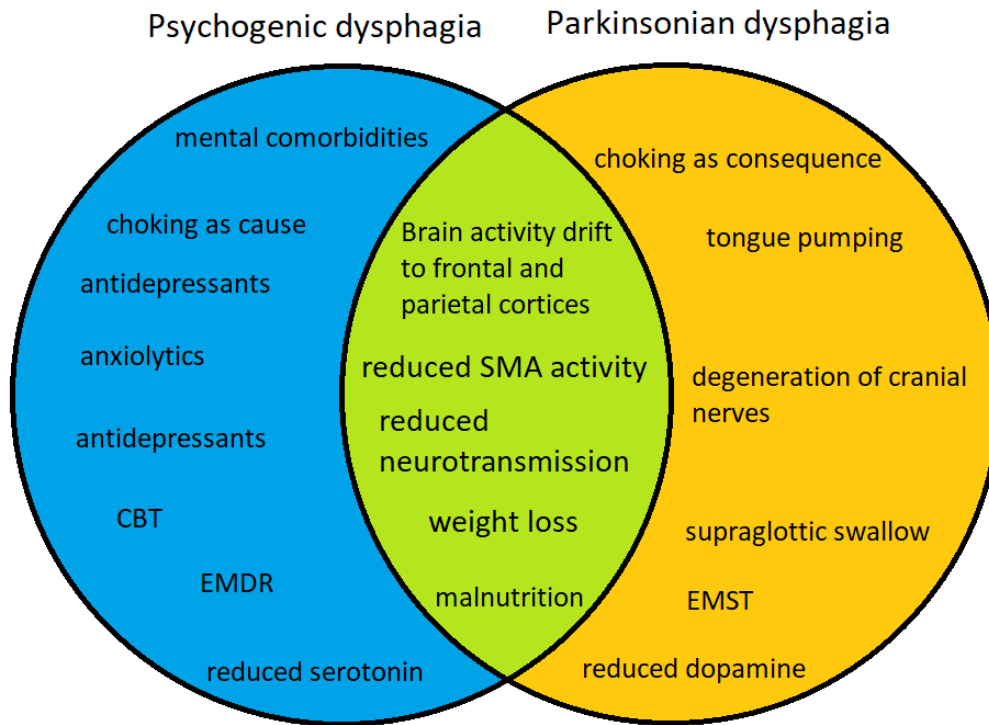 Psychogenic dysphagia
Parkinsonian dysphagia
mental comorbidities
choking as cause
antidepressants
anxiolytics
antidepressants
CBT
EMDR
reduced serotonin
Brain activity drift
to frontal and
parietal cortices
reduced SMA activity
reduced
neurotransmission
weight loss
malnutrition
choking as consequence
tongue pumping
degeneration of cranial
nerves
supraglottic swallow
EMST
reduced dopamine